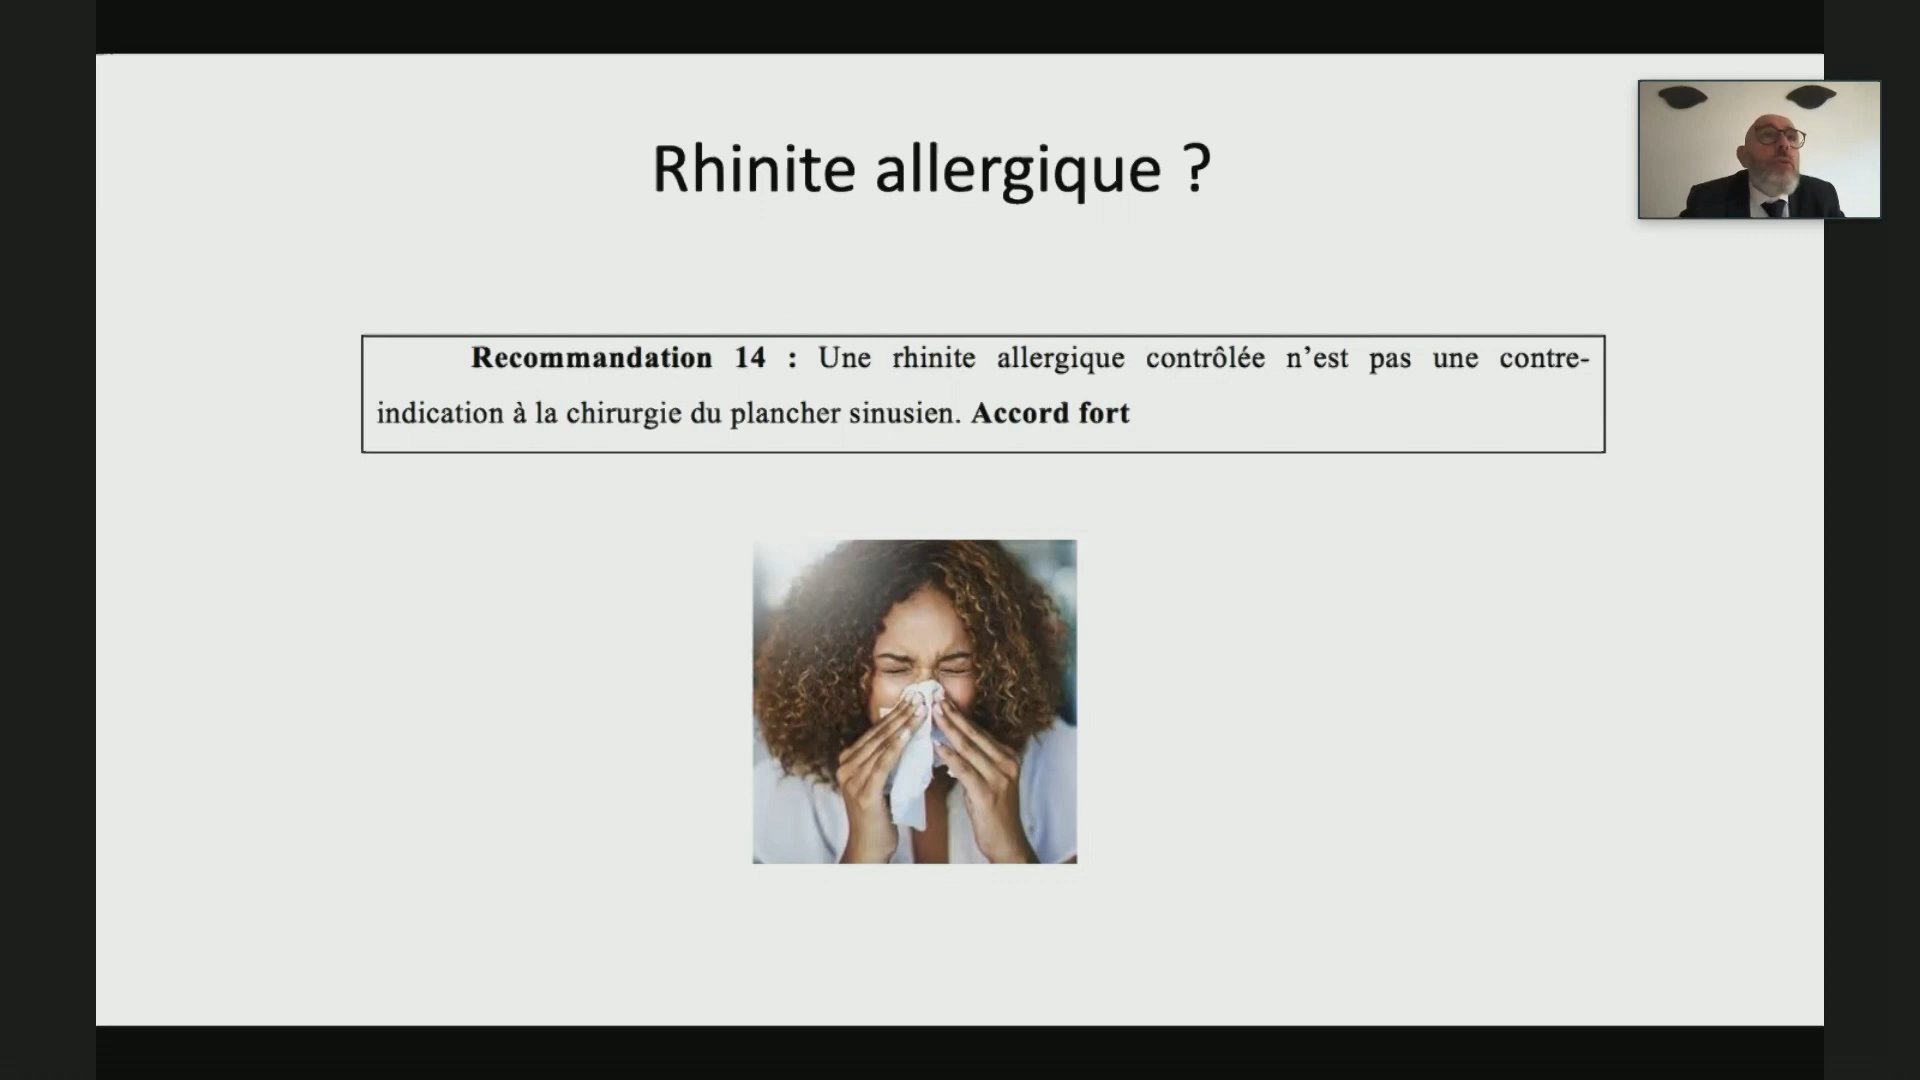 Rhinite allergique ?
Recommandation 14 : Une rhinite allergique contrôlée n’est pas une contre-
indication à la chirurgie du plancher sinusien. Accord fort